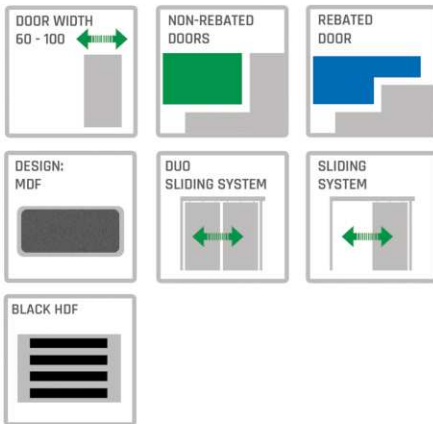 DOOR WIDTH
60 - 100
NON-REBATED
DOORS
REBATED
DOOR
DESIGN:
MDF
DUO
SLIDING SYSTEM
SLIDING
SYSTEM
BLACK HDF